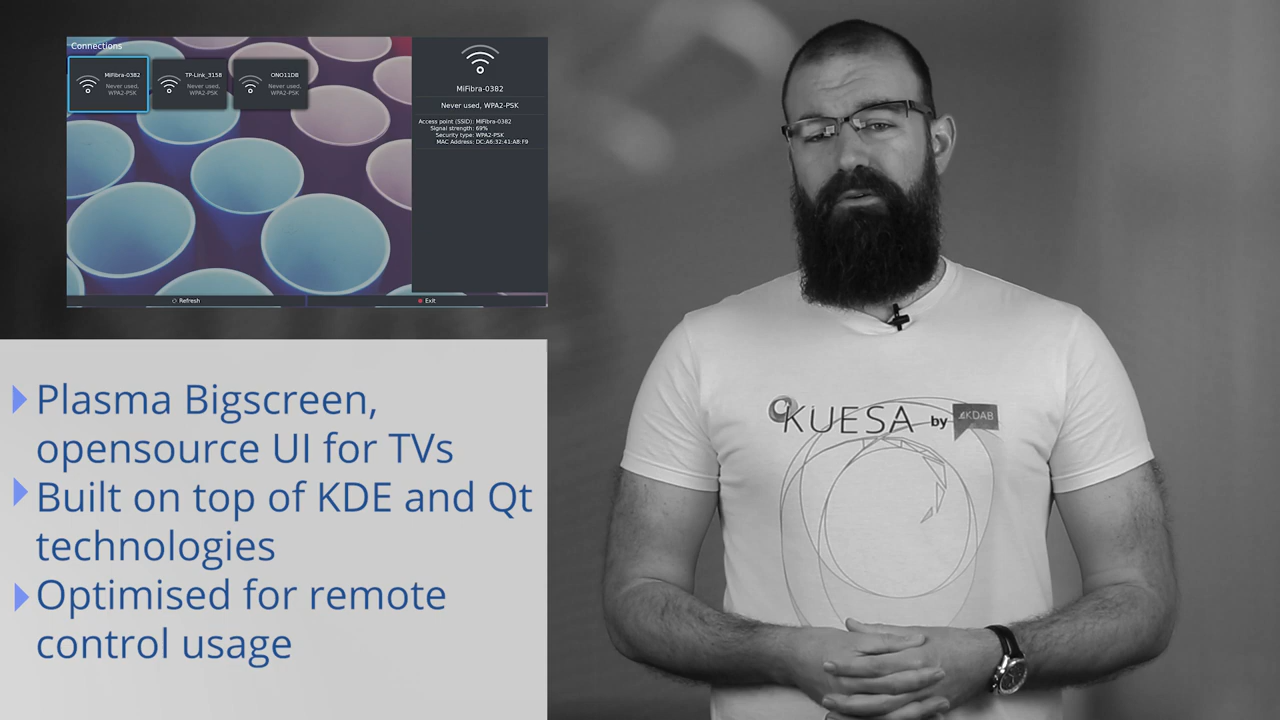 Connections
MiFibra-0382
Never used,
WPA2-PSK
TP-Link_3158
Never used,
WPA2-PSK
ONO11DB
Never used,
WPA2-PSK
MiFibra-0382
Never used, WPA2-PSK
Access point (SSID): MiFibra-0382
Signal strength: 69%
Security type: WPA2-PSK
MAC Address: DC:A6:32:41:A8:F9
Refresh
Exit
Plasma Bigscreen,
opensource UI for TVs
Built on top of KDE and Qt
technologies
Optimised for remote
control usage
KUESA by KDAB